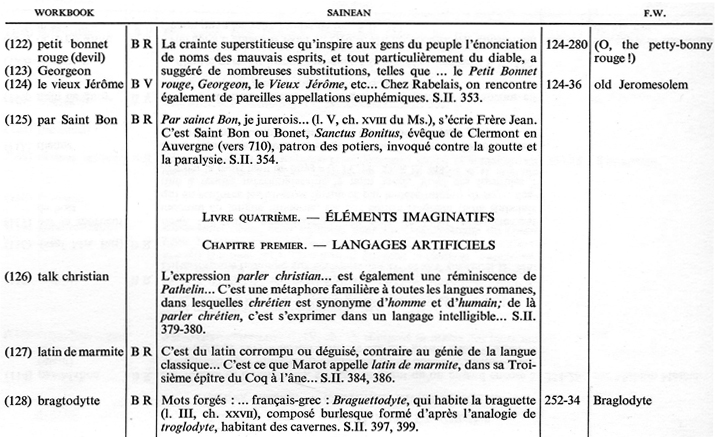 WORKBOOK SAINEAN F.W.
(122) petit bonnet B R La crainte superstitieuse qu'inspire aux gens du peuple l'énonciation 124-280 (O, the petty-bonny
rouge (devil) de noms des mauvais esprits, et tout particulièrement du diable, a rouge !)
(123) Georgeon suggéré de nombreuses substitutions, telles que ... le Petit Bonnet
(124) le vieux Jérôme B V rouge, Georgeon, le Vieux Jérôme, etc... Chez Rabelais, on rencontre 124-36 old Jeromesolem
également de pareilles appellations euphémiques. S.II. 353.
(125) par Saint Bon B R Par sainct Bon, je jurerois... (l. V, ch. XVIII du Ms.), s'écrie Frère Jean.
C'est Saint Bon ou Bonet, Sanctus Bonitus, évêque de Clermont en
Auvergne (vers 710), patron des potiers, invoqué contre la goutte et
la paralysie. S.II. 354.
LIVRE QUATRIÈME. — ÉLÉMENTS IMAGINATIFS
CHAPITRE PREMIER. — LANGAGES ARTIFICIELS
(126) talk christian L'expression parler christian... est également une réminiscence de
Pathelin... C'est une métaphore familière à toutes les langues romanes,
dans lesquelles chrétien est synonyme d'homme et d'humain; de là
parler chrétien, c'est s'exprimer dans un langage intelligible... S.II.
379-380.
(127) latin de marmite B R C'est du latin corrompu ou déguisé, contraire au génie de la langue
classique... C'est ce que Marot appelle latin de marmite, dans sa Troi-
sième épître du Coq à l'âne... S.II. 384, 386.
(128) bragtodytte B R Mots forgés : ... français-grec : Braguettodyte, qui habite la braguette 252-34 Braglodyte
(l. III, ch. XXVII), composé burlesque formé d'après l'analogie de
troglodyte, habitant des cavernes. S.II. 397, 399.